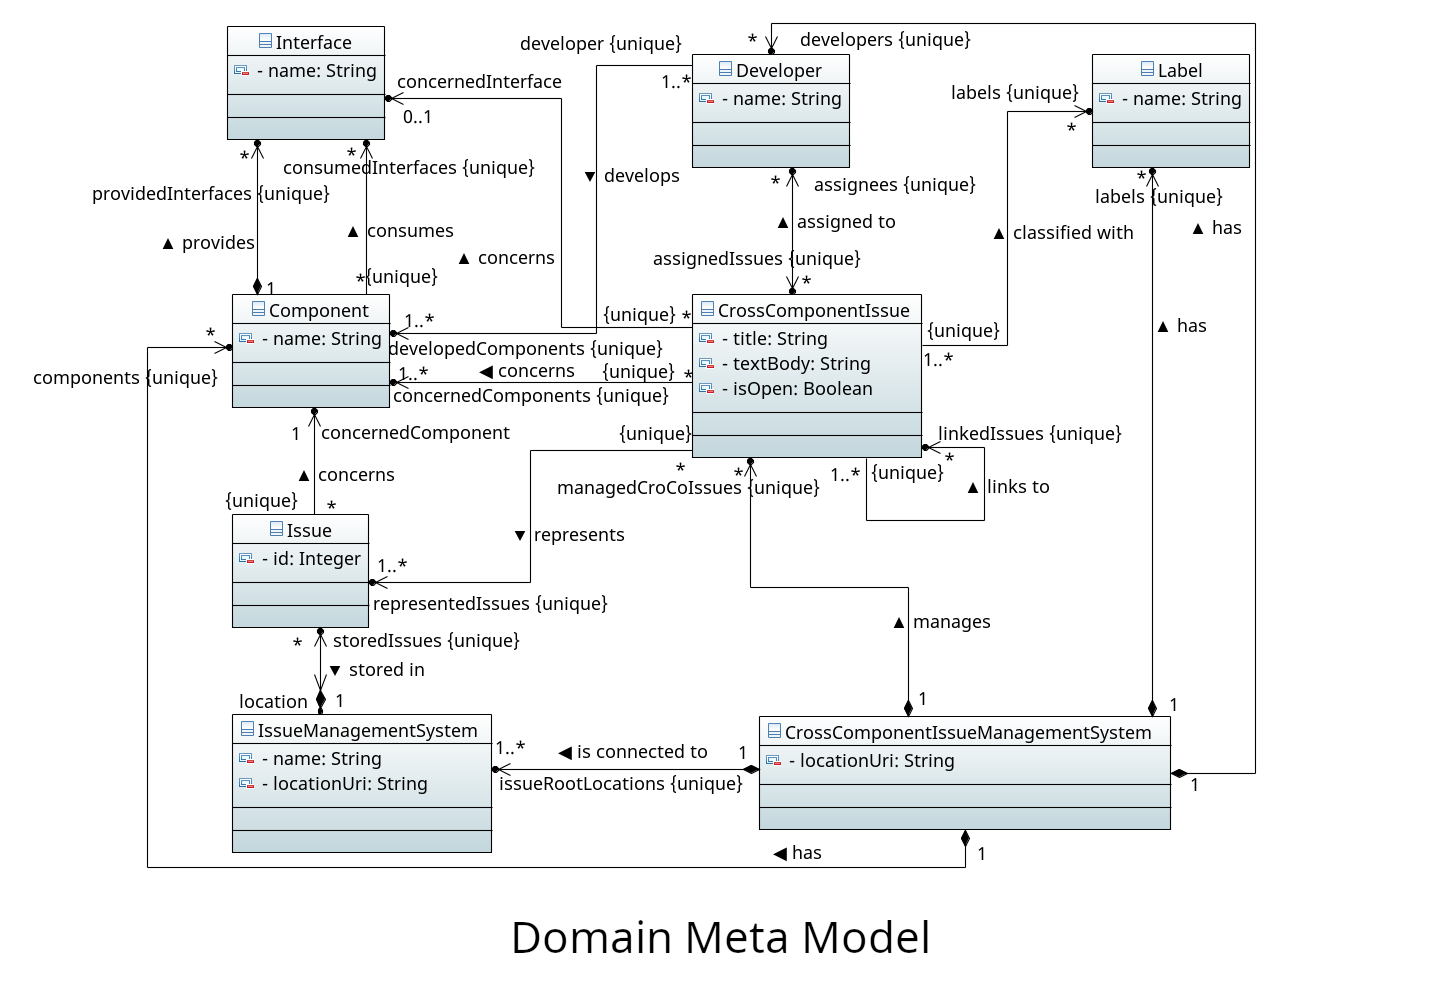 Interface
- name: String
developer {unique}
* developers {unique}
Developer
1..*
- name: String
Label
- name: String
labels {unique}
*
concernedInterface
0..1
* *
consumedInterfaces {unique}
providedInterfaces {unique}
▼ develops
* assignees {unique}
*
labels {unique}
▲ provides
▲ consumes
▲ concerns
▲ assigned to
▲ classified with
▲ has
assignedIssues {unique}
*
1
* {unique}
Component
- name: String
* 
components {unique}
1..*
developedComponents {unique}
{unique} *
CrossComponentIssue
- title: String
- textBody: String
- isOpen: Boolean
{unique}
1..*
▲ has
1..* ◀ concerns {unique} *
concernedComponents {unique}
1 concernedComponent
{unique}
*
linkedIssues {unique}
*
▲ concerns
{unique} *
*
managedCroCoIssues {unique}
1..* {unique}
▲ links to
Issue
- id: Integer
▼ represents
1..*
representedIssues {unique}
* storedIssues {unique}
▼ stored in
location 1
▲ manages
1
1
IssueManagementSystem
- name: String
- locationUri: String
1..* ◀ is connected to 1
issueRootLocations {unique}
CrossComponentIssueManagementSystem
- locationUri: String
1
◀ has 1
Domain Meta Model